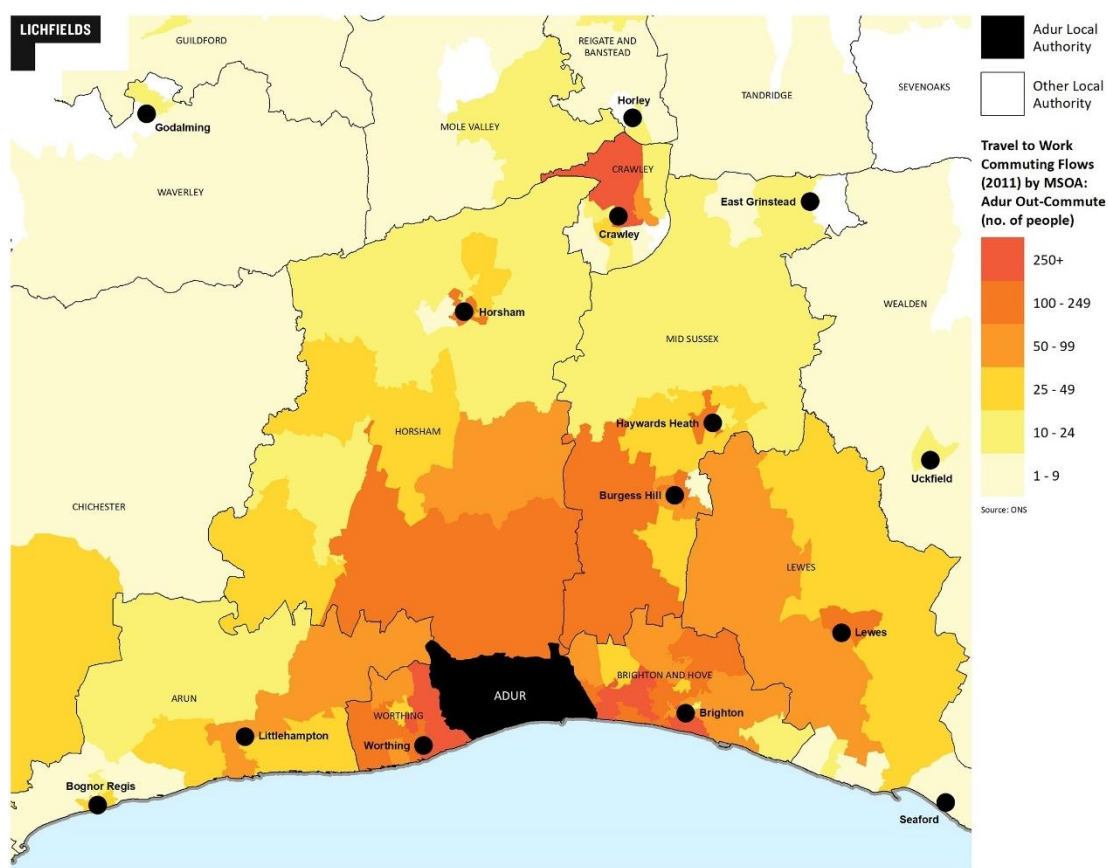 LICHFIELDS
GUILDFORD
REIGATE AND
BANSTEAD
TANDRIDGE
SEVENOAKS
Godalming
MOLE VALLEY
Horley
WAVERLEY
CRAWLEY
East Grinstead
Crawley
Horsham
WEALDEN
MID SUSSEX
HORSHAM
Haywards Heath
Uckfield
Burgess Hill
CHICHESTER
LEWES
Lewes
ARUN
WORTHING
ADUR
BRIGHTON AND HOVE
Littlehampton
Worthing
Brighton
Bognor Regis
Seaford
Adur Local
Authority
Other Local
Authority
Travel to Work
Commuting Flows
(2011) by MSOA:
Adur Out-Commute
(no. of people)
250+
100 - 249
50 - 99
25 - 49
10 - 24
1 - 9
Source: ONS